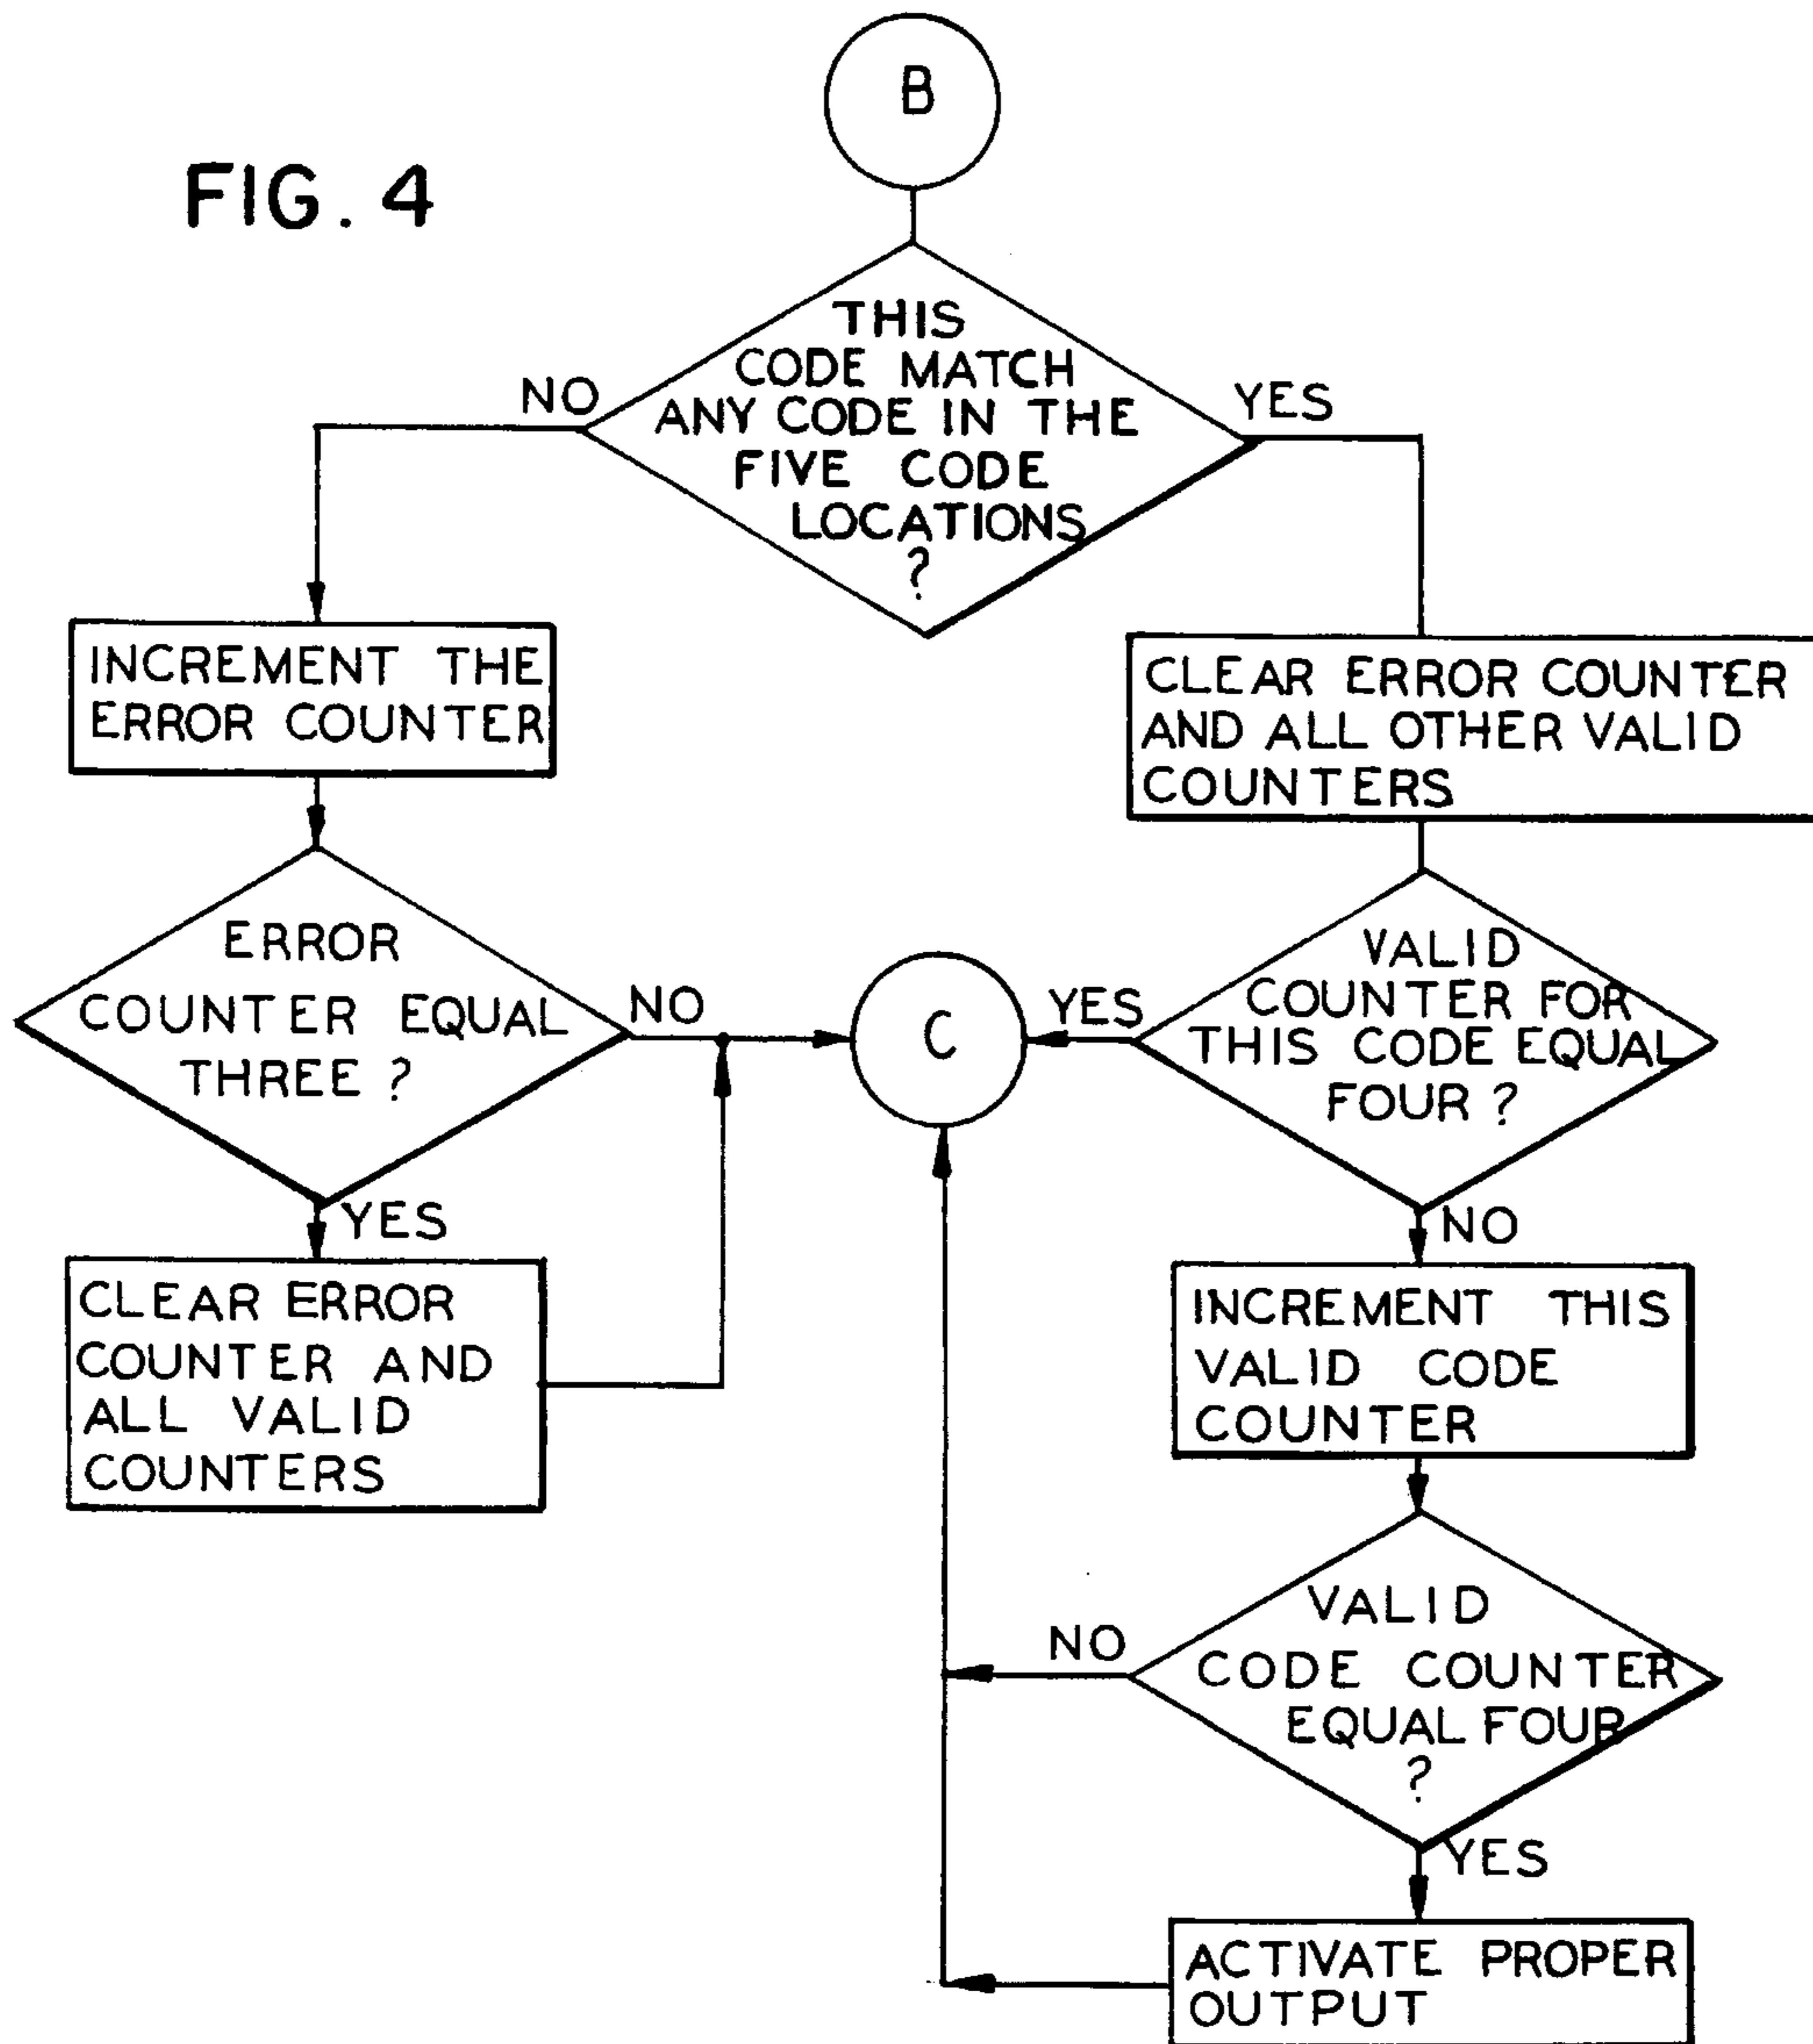 B
FIG. 4
THIS
CODE MATCH
ANY CODE IN THE
FIVE CODE
LOCATIONS
?
NO
YES
INCREMENT THE
ERROR COUNTER
CLEAR ERROR COUNTER
AND ALL OTHER VALID
COUNTERS
ERROR
COUNTER EQUAL
THREE ?
NO
YES
C
YES
VALID
COUNTER FOR
THIS CODE EQUAL
FOUR ?
NO
CLEAR ERROR
COUNTER AND
ALL VALID
COUNTERS
INCREMENT THIS
VALID CODE
COUNTER
VALID
CODE COUNTER
EQUAL FOUR
?
NO
YES
ACTIVATE PROPER
OUTPUT